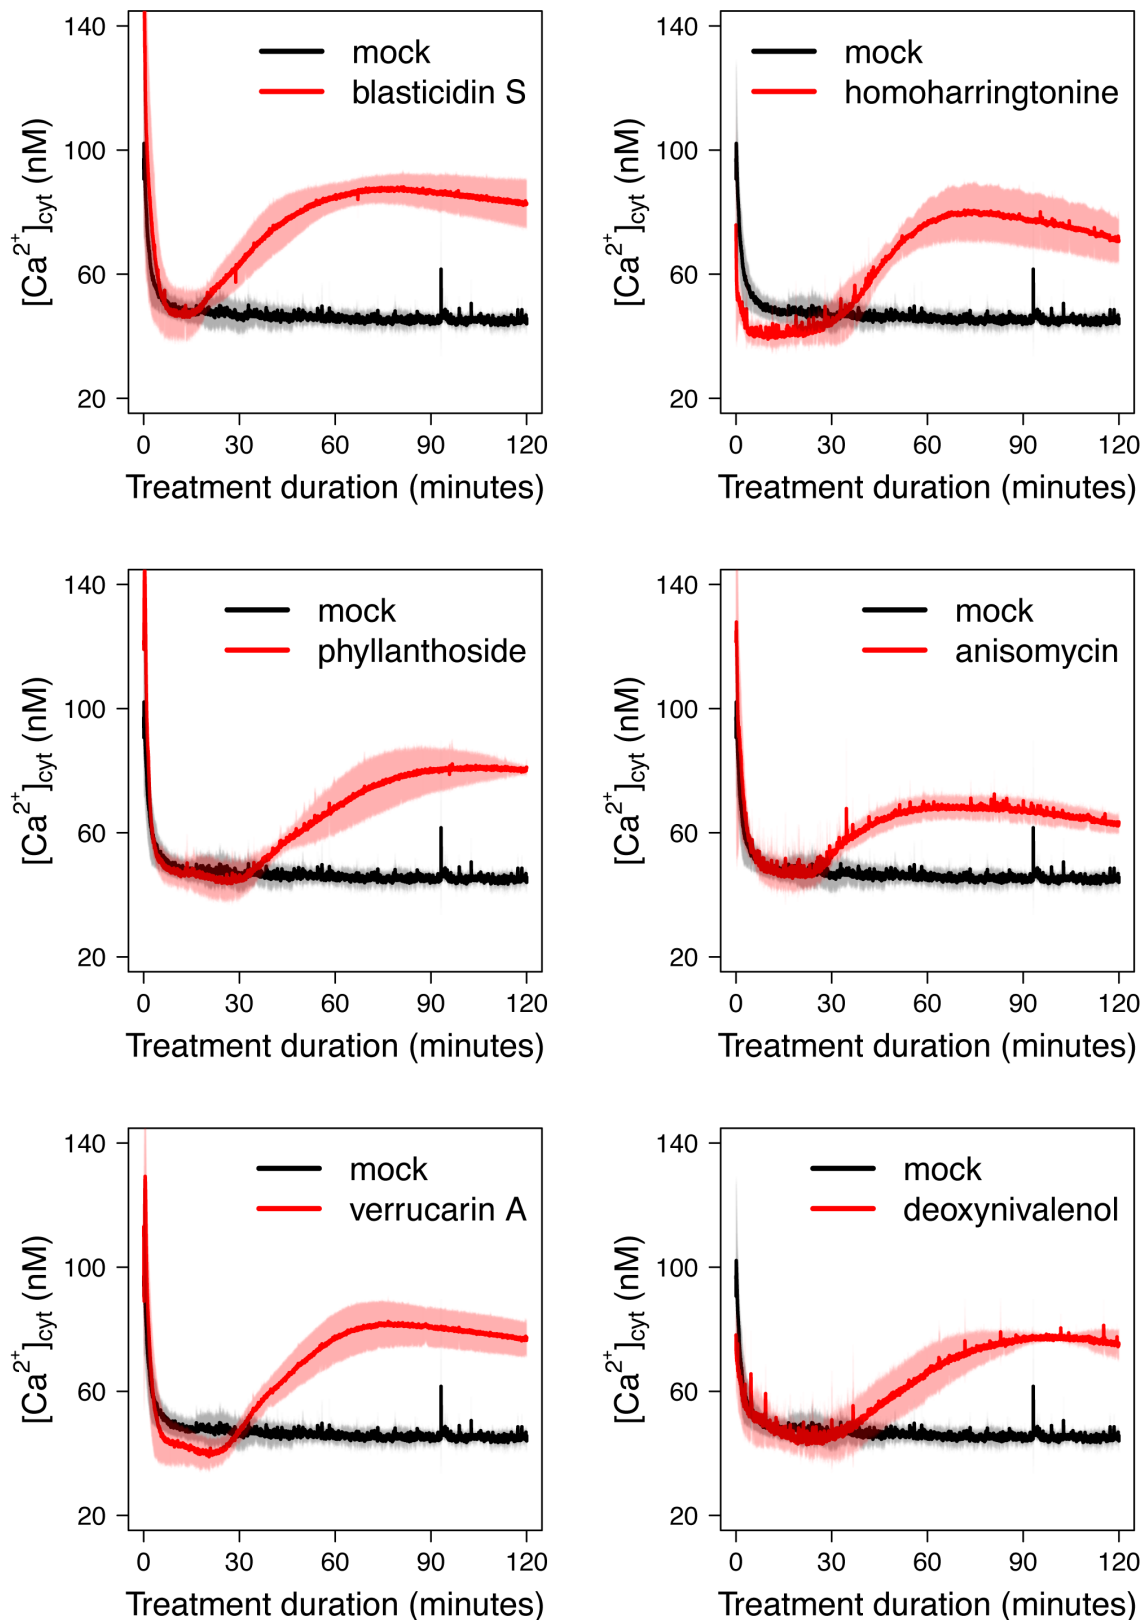 mock
blasticidin S
[Ca²⁺]cyt (nM)
140
100
60
20
0 30 60 90 120
Treatment duration (minutes)
mock
homoharringtonine
[Ca²⁺]cyt (nM)
140
100
60
20
0 30 60 90 120
Treatment duration (minutes)
mock
phyllanthoside
[Ca²⁺]cyt (nM)
140
100
60
20
0 30 60 90 120
Treatment duration (minutes)
mock
anisomycin
[Ca²⁺]cyt (nM)
140
100
60
20
0 30 60 90 120
Treatment duration (minutes)
mock
verrucarin A
[Ca²⁺]cyt (nM)
140
100
60
20
0 30 60 90 120
Treatment duration (minutes)
mock
deoxynivalenol
[Ca²⁺]cyt (nM)
140
100
60
20
0 30 60 90 120
Treatment duration (minutes)